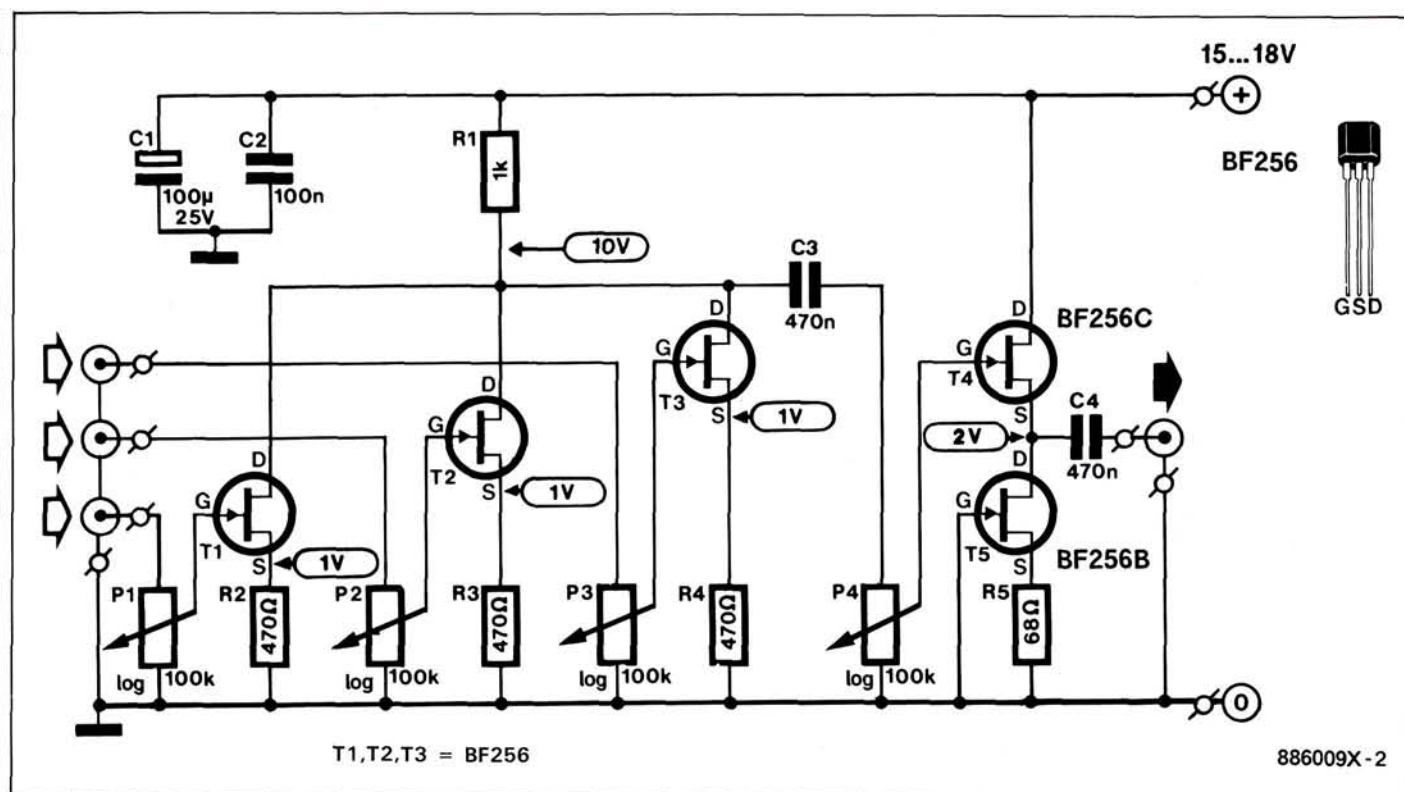 15...18V
+
C1
100µ
25V
C2
100n
R1
1k
BF256
10V
C3
470n
G S D
D
G
T3
S
1V
D
G
T4
S
BF256C
D
G
T2
S
1V
2V
C4
470n
D
G
T1
S
1V
D
G
T5
S
BF256B
P1
log
100k
R2
470Ω
P2
log
100k
R3
470Ω
P3
log
100k
R4
470Ω
P4
log
100k
R5
68Ω
0
T1,T2,T3 = BF256
886009X-2